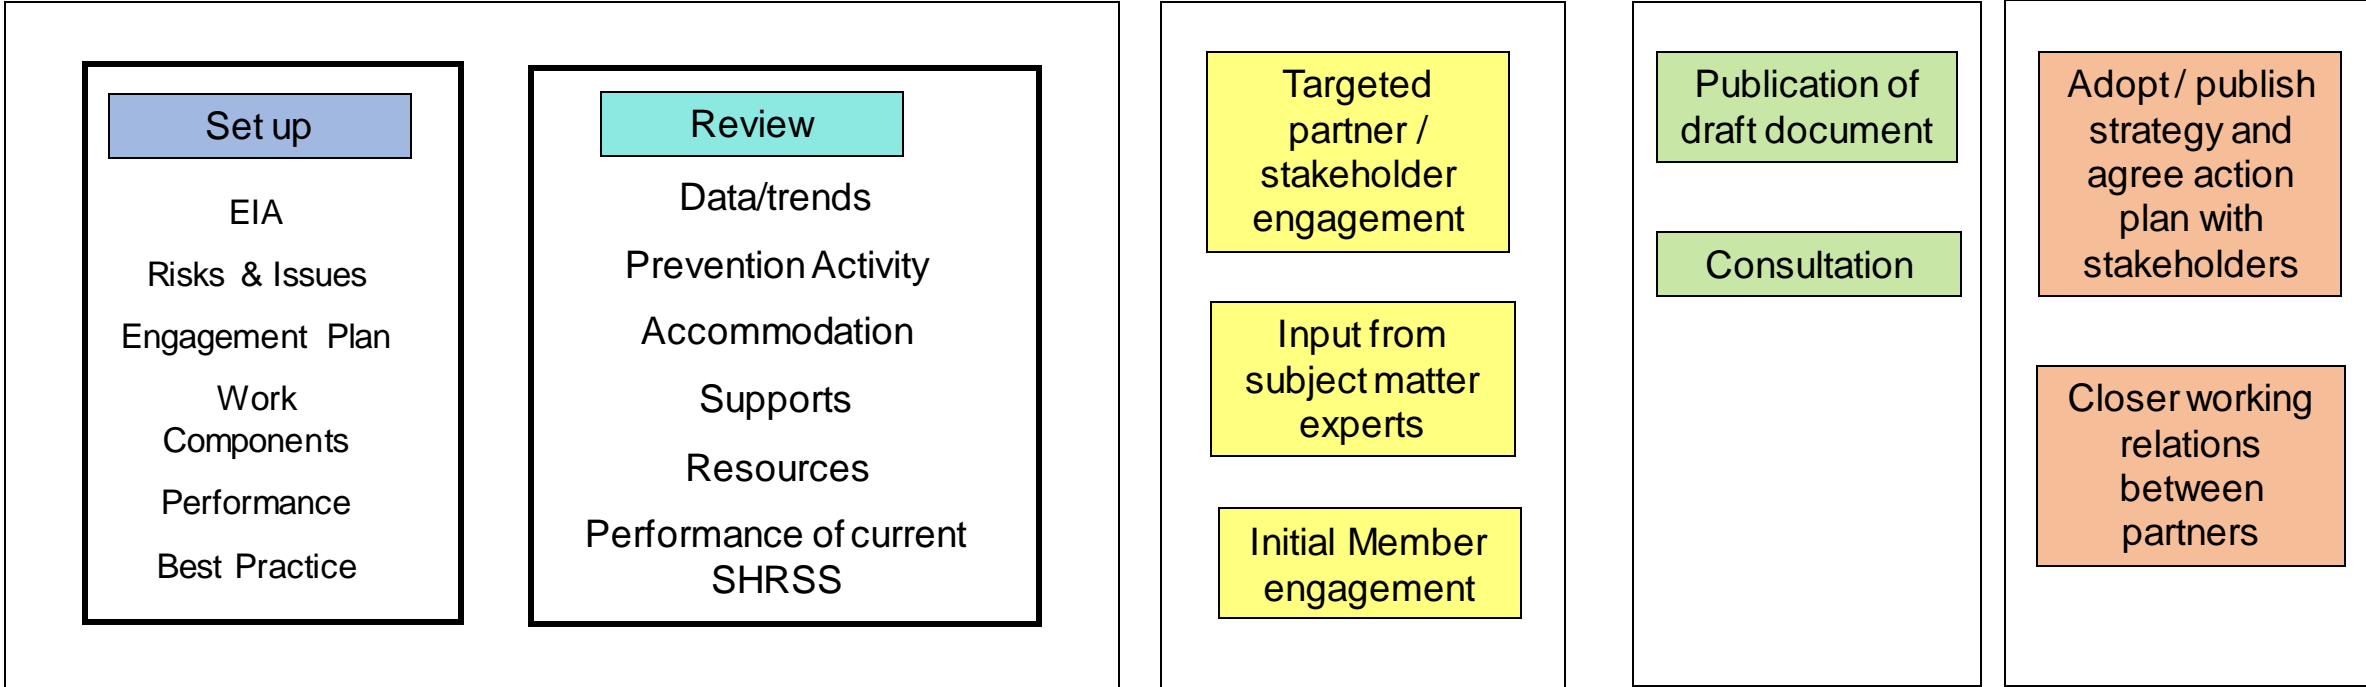 Set up
EIA
Risks & Issues
Engagement Plan
Work
Components
Performance
Best Practice
Review
Data/trends
Prevention Activity
Accommodation
Supports
Resources
Performance of current
SHRSS
Targeted
partner /
stakeholder
engagement
Input from
subject matter
experts
Initial Member
engagement
Publication of
draft document
Consultation
Adopt / publish
strategy and
agree action
plan with
stakeholders
Closer working
relations
between
partners